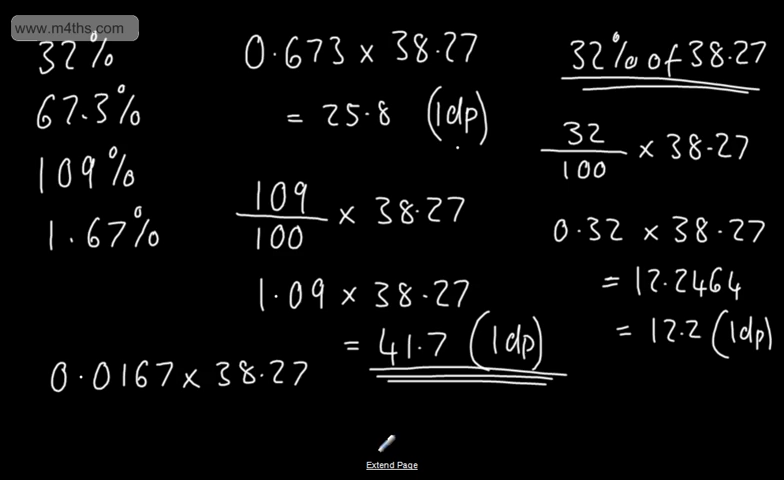 www.m4ths.com
32%
67.3%
109%
1.67%
0.673 × 38.27
= 25.8 (1dp)
109
100
× 38.27
1.09 × 38.27
= 41.7 (1dp)
0.0167 × 38.27
32% of 38.27
32
100
× 38.27
0.32 × 38.27
= 12.2464
= 12.2 (1dp)
Extend Page